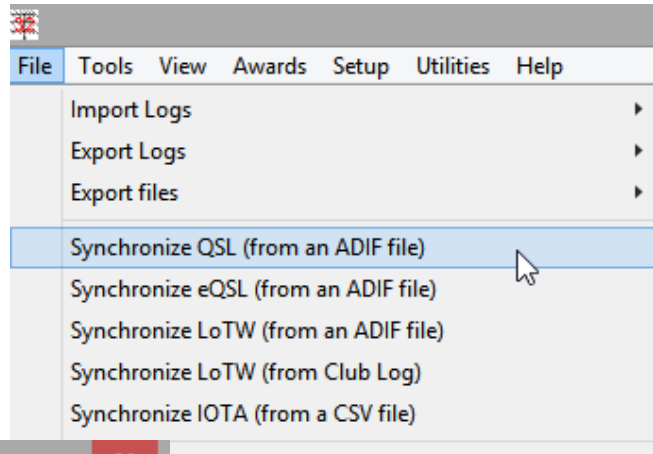 File Tools View Awards Setup Utilities Help
Import Logs
Export Logs
Export files
Synchronize QSL (from an ADIF file)
Synchronize eQSL (from an ADIF file)
Synchronize LoTW (from an ADIF file)
Synchronize LoTW (from Club Log)
Synchronize IOTA (from a CSV file)